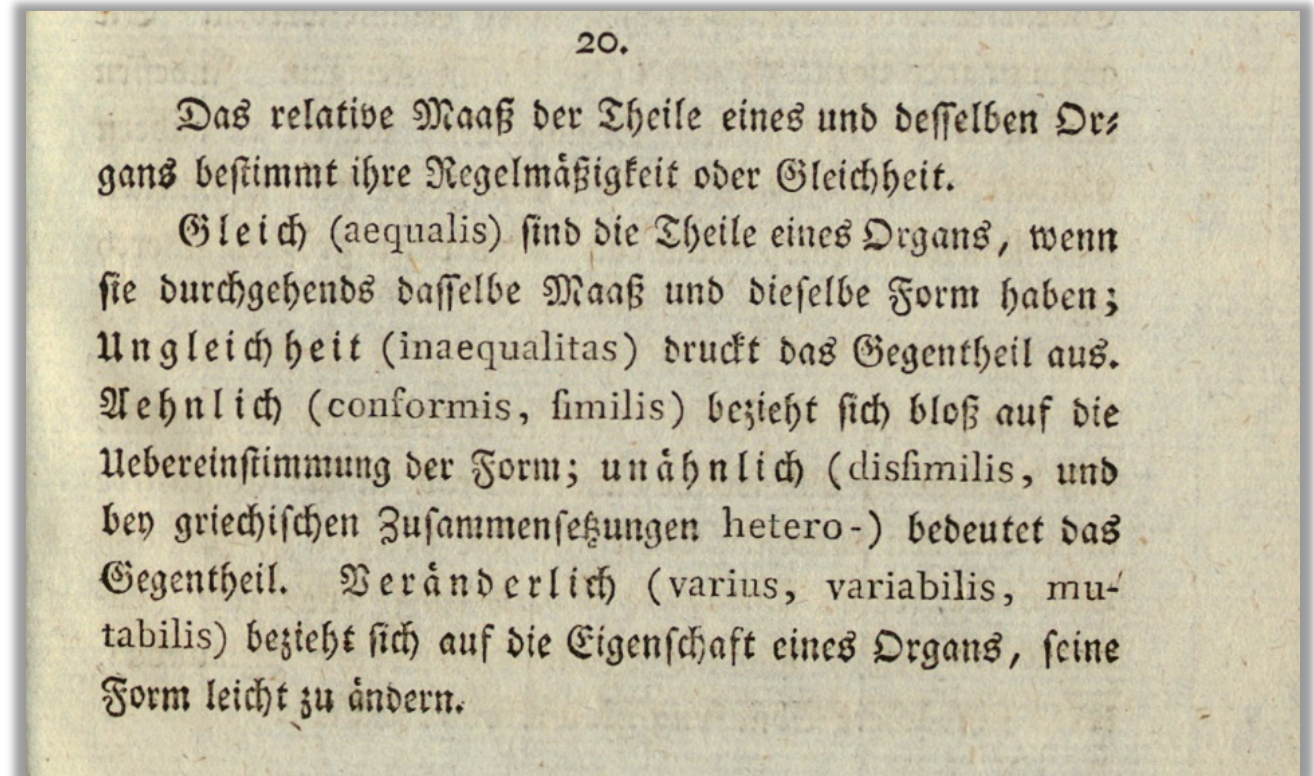 20.
Das relative Maaß der Theile eines und deſſelben Or⸗
gans beſtimmt ihre Regelmäßigkeit oder Gleichheit.
Gleich (aequalis) ſind die Theile eines Organs, wenn
ſie durchgehends daſſelbe Maaß und dieſelbe Form haben;
Ungleichheit (inaequalitas) druckt das Gegentheil aus.
Aehnlich (conformis, ſimilis) bezieht ſich bloß auf die
Uebereinſtimmung der Form; unähnlich (disſimilis, und
bey griechiſchen Zuſammenſetzungen hetero-) bedeutet das
Gegentheil. Veränderlich (varius, variabilis, mu-
tabilis) bezieht ſich auf die Eigenſchaft eines Organs, ſeine
Form leicht zu ändern.